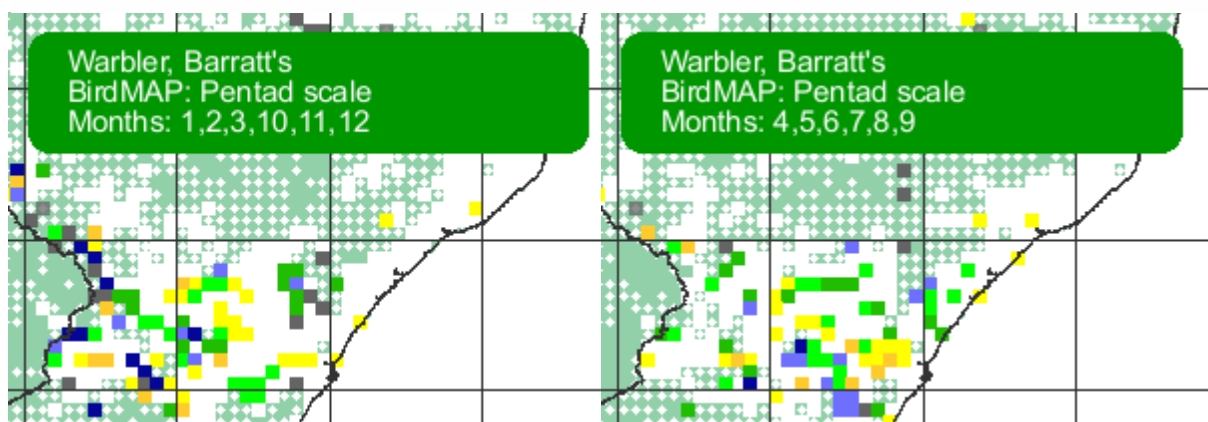 Warbler, Barratt's
BirdMAP: Pentad scale
Months: 1,2,3,10,11,12
Warbler, Barratt's
BirdMAP: Pentad scale
Months: 4,5,6,7,8,9